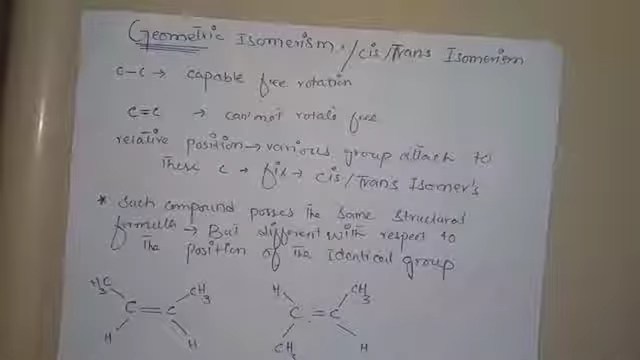 Geometric Isomerism / cis/Trans Isomerism
C-C → capable free rotation
C=C → can'not rotate free
relative position → various group attach to
These C → fix → cis/Trans Isomer's
* Such compound posses the same structural
formula → But different with respect to
the position of the Identical group
H3C CH3 H CH3
C=C C=C
H H CH3 H